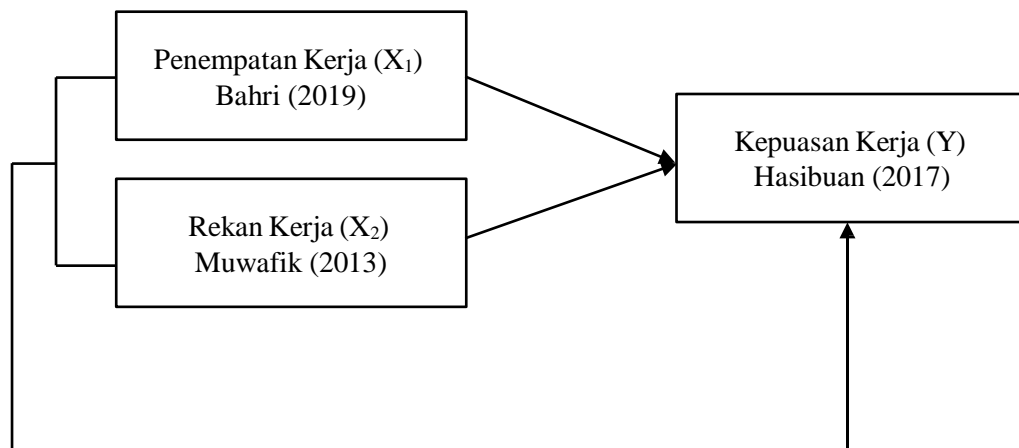 Penempatan Kerja (X₁)
Bahri (2019)
Rekan Kerja (X₂)
Muwafik (2013)
Kepuasan Kerja (Y)
Hasibuan (2017)